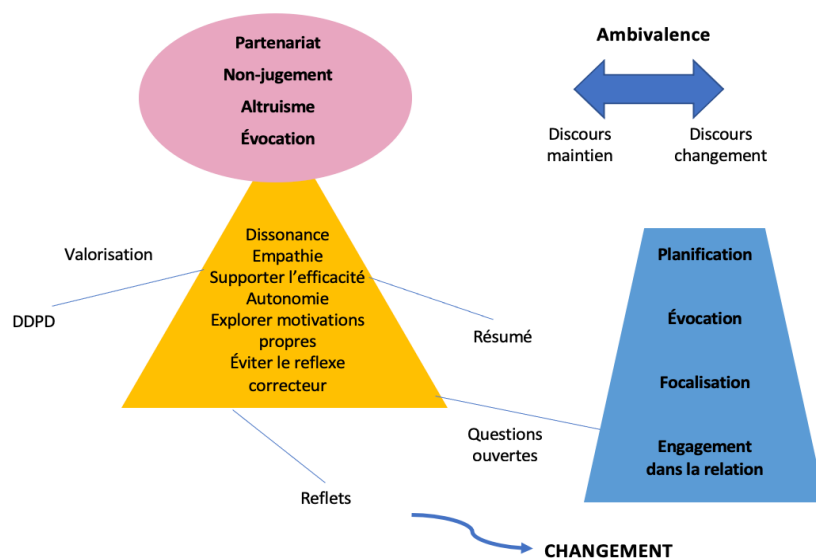 Partenariat
Non-jugement
Altruisme
Évocation
Ambivalence
Discours
maintien
Discours
changement
Valorisation
DDPD
Dissonance
Empathie
Supporter l'efficacité
Autonomie
Explorer motivations
propres
Éviter le reflexe
correcteur
Résumé
Questions
ouvertes
Reflets
Planification
Évocation
Focalisation
Engagement
dans la relation
CHANGEMENT